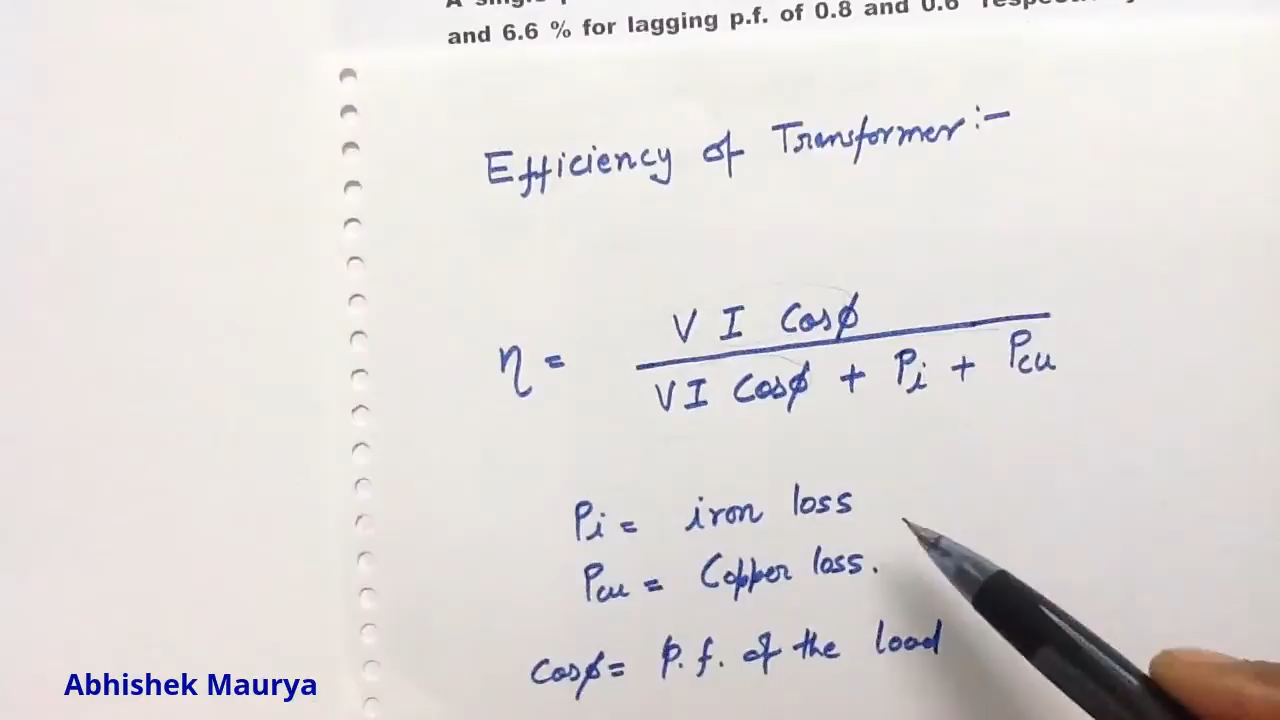 A
and 6.6 % for lagging p.f. of 0.8 and 0.6
Efficiency of Transformer :-
η = V I Cosϕ
VI Cosϕ + Pi + Pcu
Pi = iron loss
Pcu = Copper loss.
Cosϕ = p.f. of the load
Abhishek Maurya